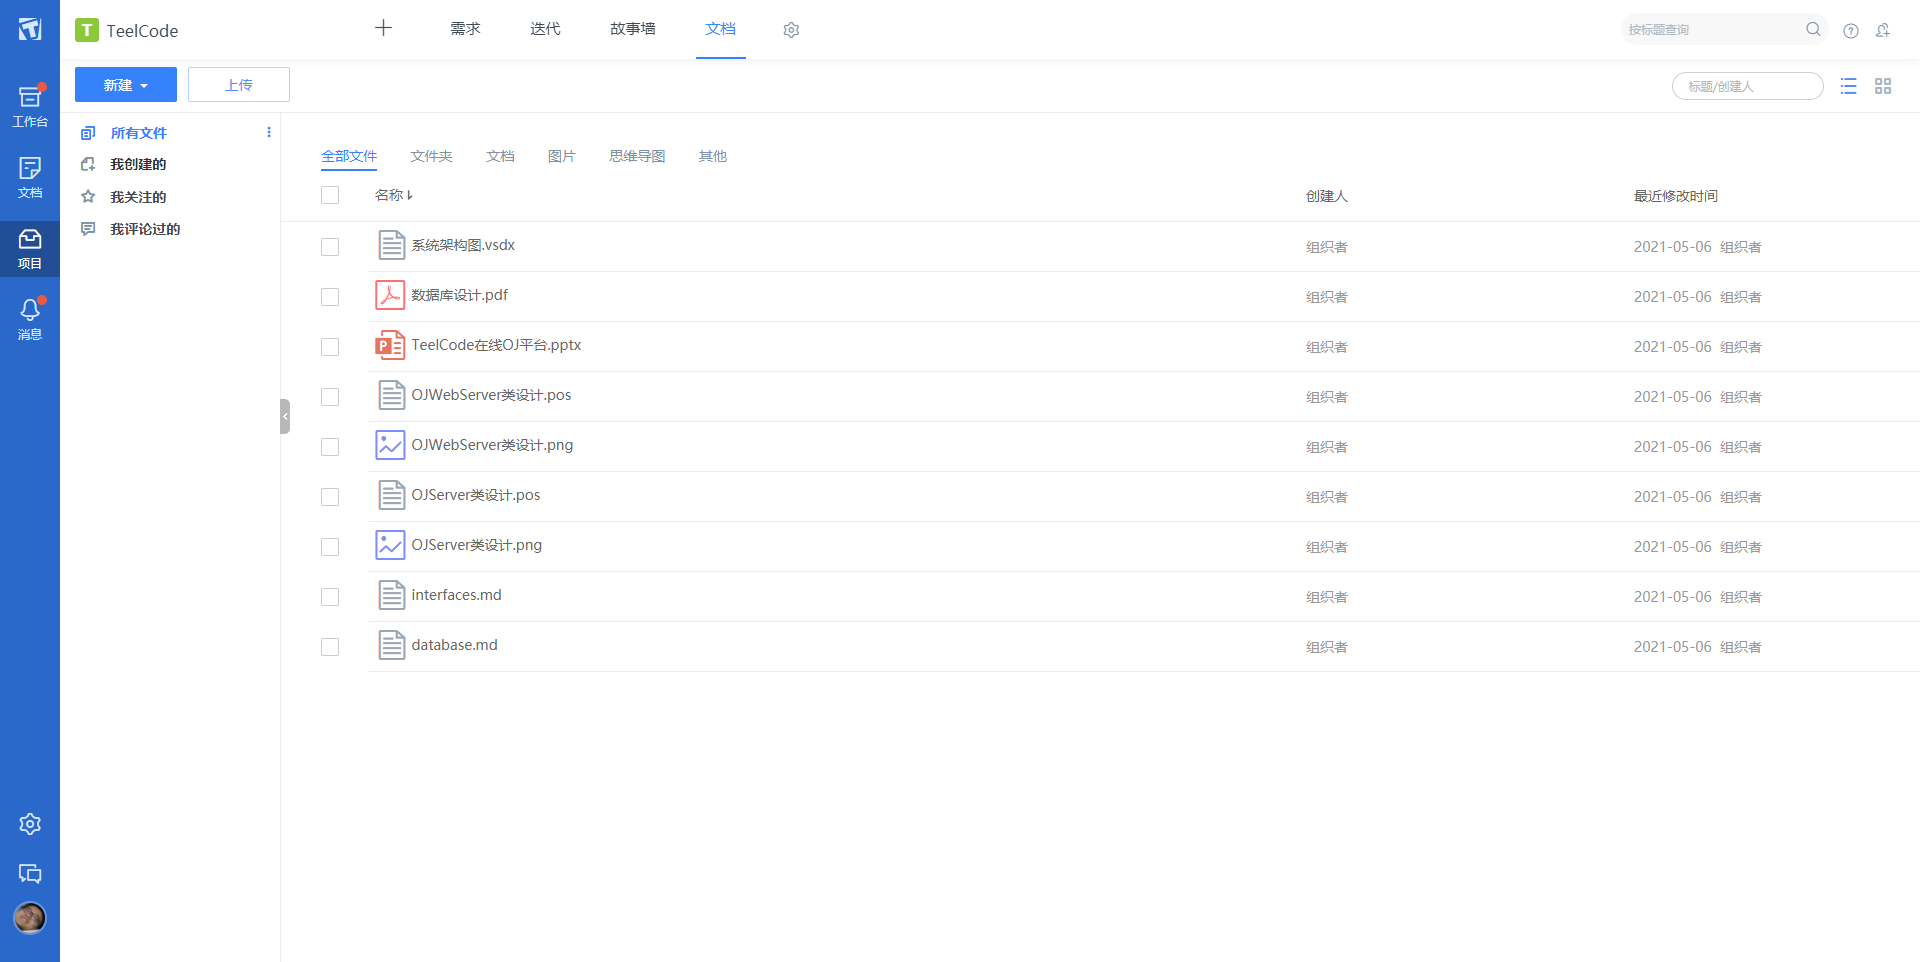 T TeelCode
需求 迭代 故事墙 文档
按标题查询
新建 上传
标题/创建人
工作台
文档
项目
消息
所有文件
我创建的
我关注的
我评论过的
全部文件 文件夹 文档 图片 思维导图 其他
名称 创建人 最近修改时间
系统架构图.vsdx 组织者 2021-05-06 组织者
数据库设计.pdf 组织者 2021-05-06 组织者
P TeelCode在线OJ平台.pptx 组织者 2021-05-06 组织者
OJWebServer类设计.pos 组织者 2021-05-06 组织者
OJWebServer类设计.png 组织者 2021-05-06 组织者
OJServer类设计.pos 组织者 2021-05-06 组织者
OJServer类设计.png 组织者 2021-05-06 组织者
interfaces.md 组织者 2021-05-06 组织者
database.md 组织者 2021-05-06 组织者